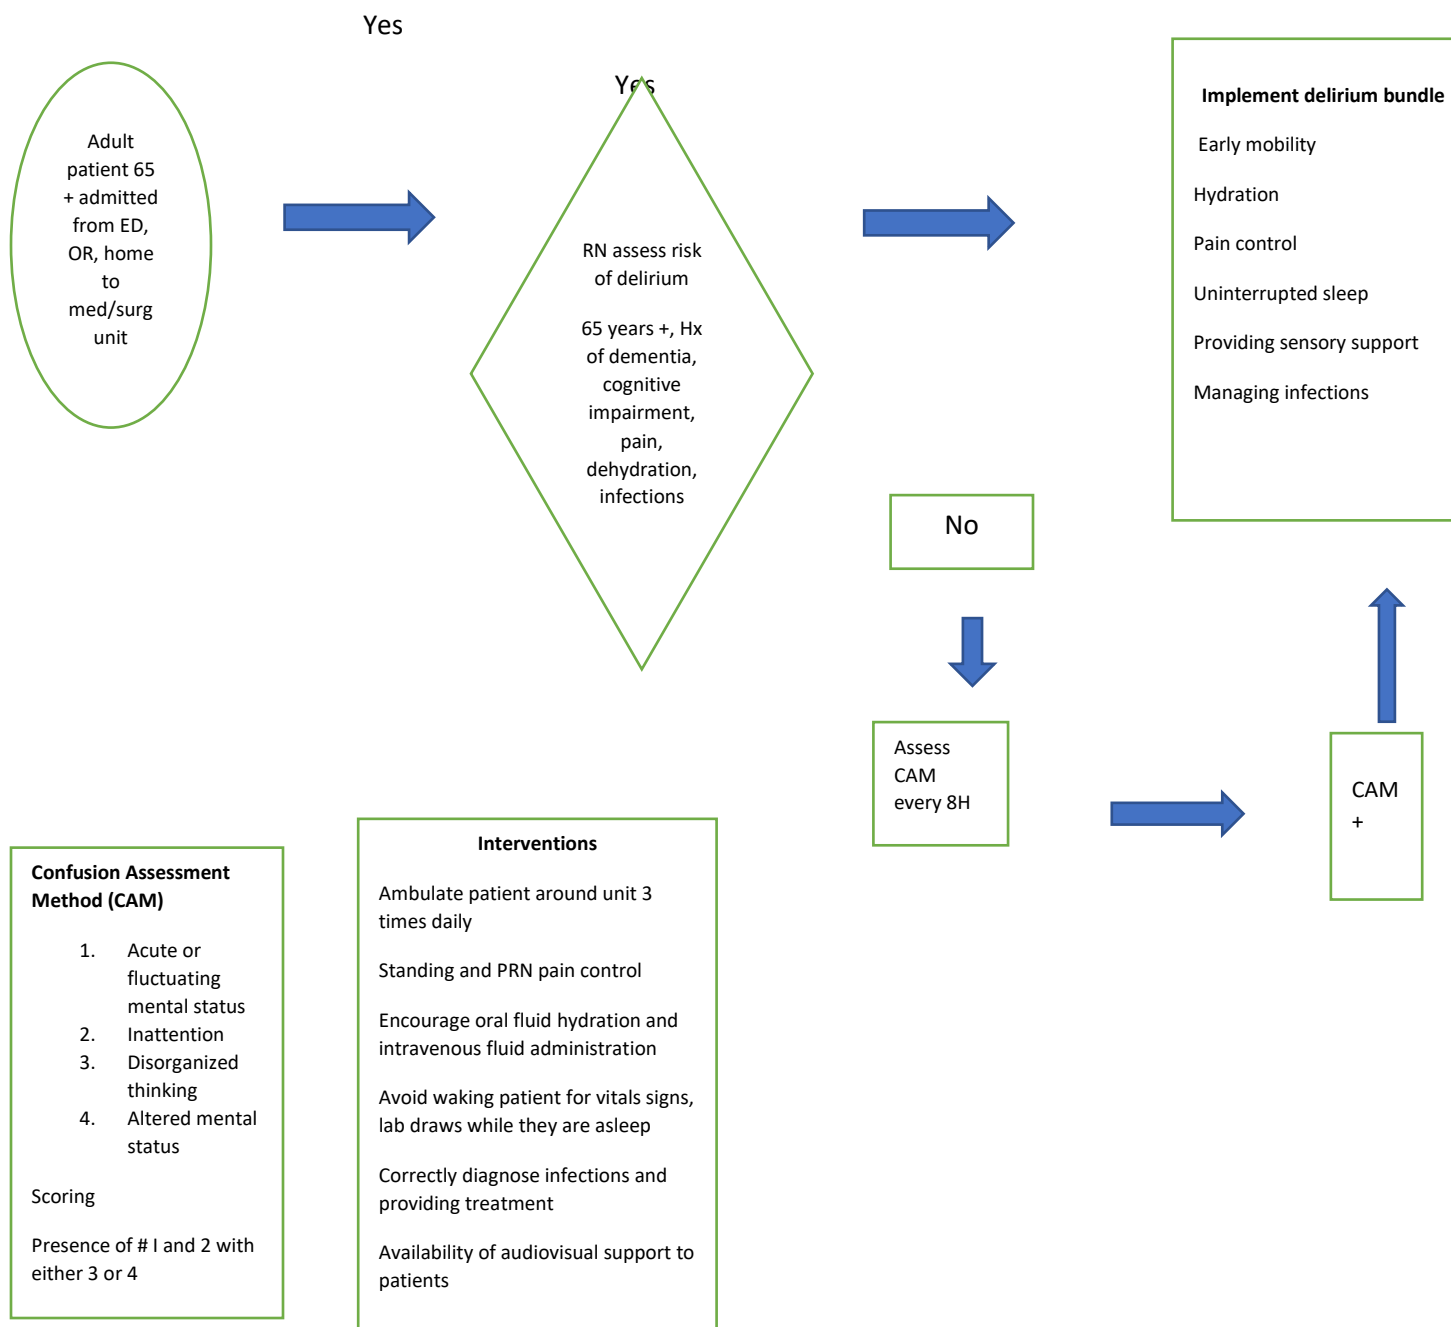 Yes
Yes
Adult
patient 65
+ admitted
from ED,
OR, home
to
med/surg
unit
RN assess risk
of delirium
65 years +, Hx
of dementia,
cognitive
impairment,
pain,
dehydration,
infections
Implement delirium bundle
Early mobility
Hydration
Pain control
Uninterrupted sleep
Providing sensory support
Managing infections
No
Assess
CAM
every 8H
CAM
+
Confusion Assessment
Method (CAM)
1. Acute or
fluctuating
mental status
2. Inattention
3. Disorganized
thinking
4. Altered mental
status
Scoring
Presence of # I and 2 with
either 3 or 4
Interventions
Ambulate patient around unit 3
times daily
Standing and PRN pain control
Encourage oral fluid hydration and
intravenous fluid administration
Avoid waking patient for vitals signs,
lab draws while they are asleep
Correctly diagnose infections and
providing treatment
Availability of audiovisual support to
patients